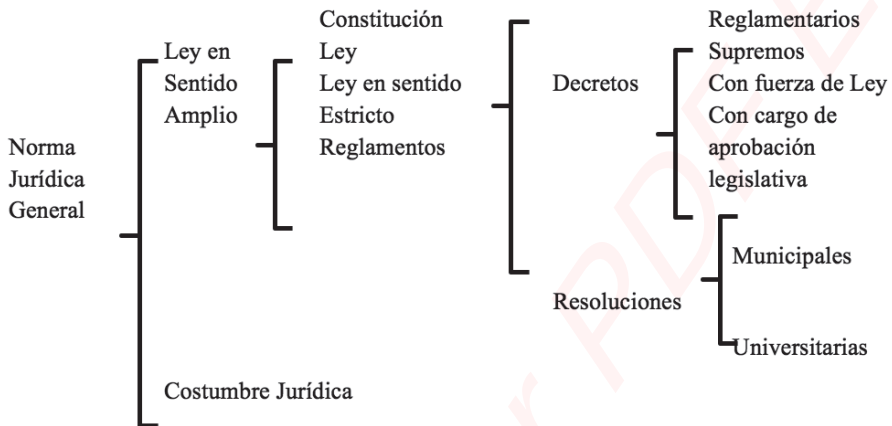 Norma
Jurídica
General
Ley en
Sentido
Amplio
Costumbre Jurídica
Constitución
Ley
Ley en sentido
Estricto
Reglamentos
Decretos
Resoluciones
Reglamentarios
Supremos
Con fuerza de Ley
Con cargo de
aprobación
legislativa
Municipales
Universitarias
r PDF E